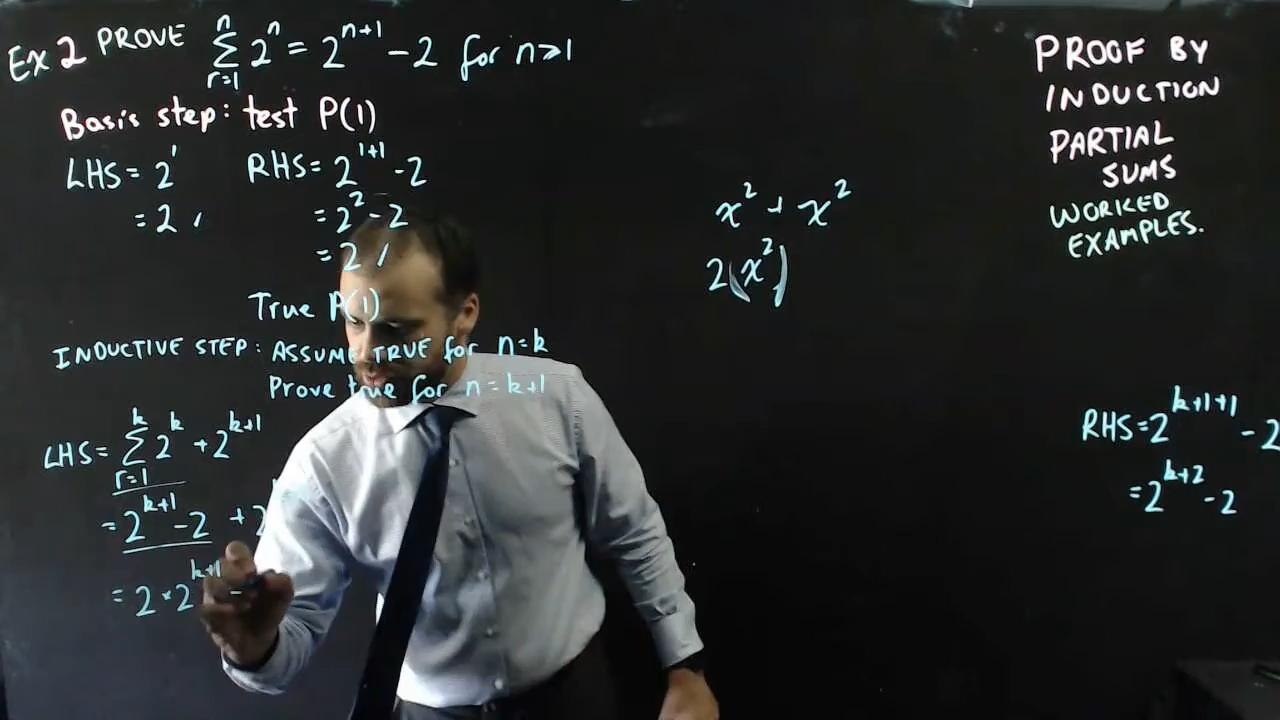 Ex 2 PROVE n∑r=1 2^n = 2^(n+1) - 2 for n⩾1
Basis step: test P(1)
LHS = 2^1
= 2,
RHS = 2^(1+1) - 2
= 2^2 - 2
= 2,
True P(1)
INDUCTIVE STEP: ASSUME TRUE for n=k
Prove true for n=k+1
LHS = k∑r=1 2^k + 2^(k+1)
= 2^(k+1) - 2 + 2
= 2 × 2^(k+1) -
x^2 + x^2
2(x^2)
PROOF BY
INDUCTION
PARTIAL
SUMS
WORKED
EXAMPLES.
RHS = 2^(k+1+1) - 2
= 2^(k+2) - 2